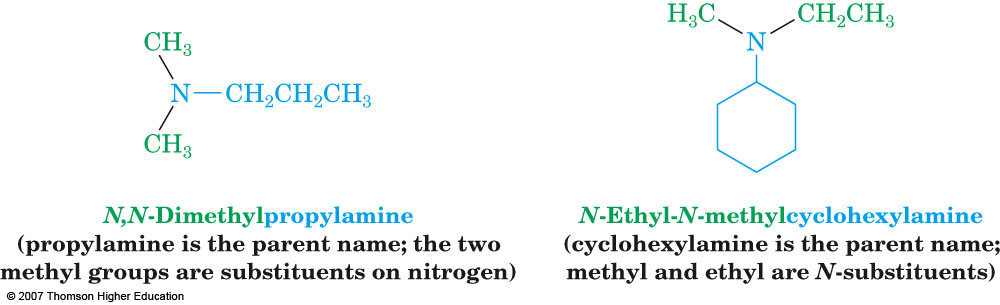 H₃C CH₂CH₃
N
CH₃
N—CH₂CH₂CH₃
CH₃
N,N-Dimethylpropylamine
(propylamine is the parent name; the two
methyl groups are substituents on nitrogen)
N-Ethyl-N-methylcyclohexylamine
(cyclohexylamine is the parent name;
methyl and ethyl are N-substituents)
© 2007 Thomson Higher Education